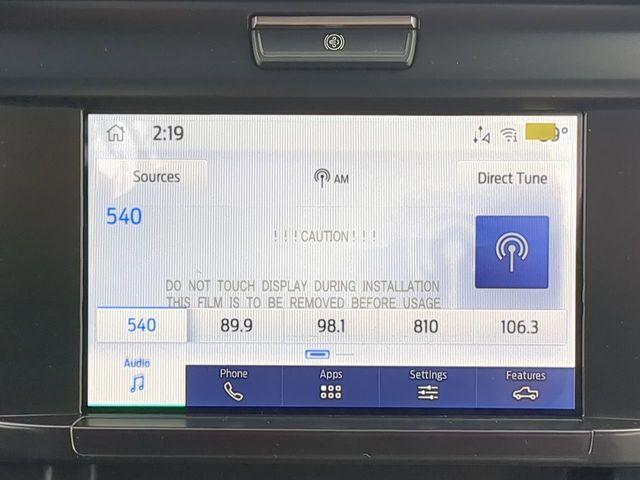 2:19
9°
Sources
AM
Direct Tune
540
!!!CAUTION!!!
DO NOT TOUCH DISPLAY DURING INSTALLATION
THIS FILM IS TO BE REMOVED BEFORE USAGE
540 89.9 98.1 810 106.3
Audio Phone Apps Settings Features